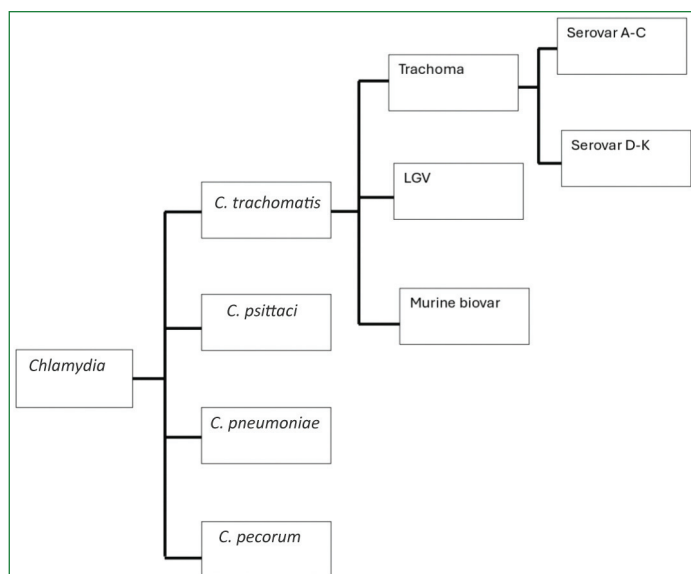 Chlamydia
C. trachomatis
C. psittaci
C. pneumoniae
C. pecorum
Trachoma
LGV
Murine biovar
Serovar A-C
Serovar D-K